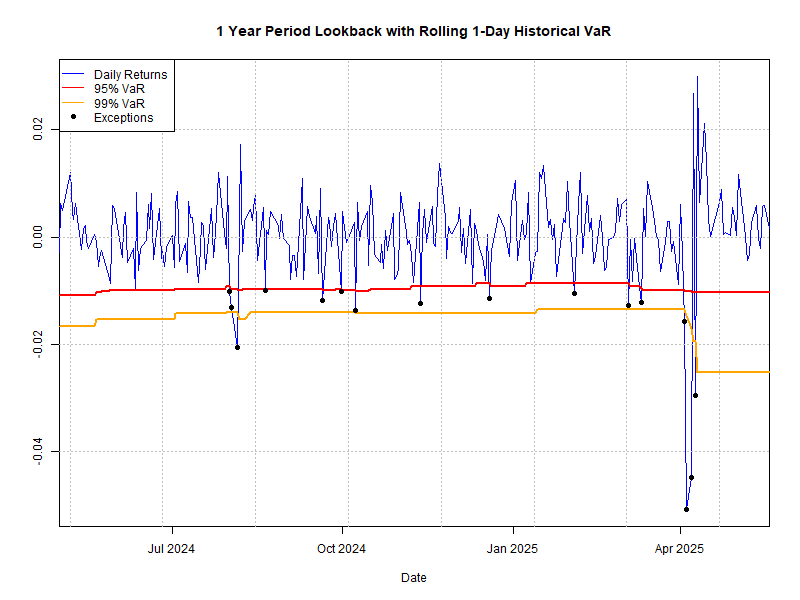 1 Year Period Lookback with Rolling 1-Day Historical VaR
Daily Returns
95% VaR
99% VaR
Exceptions
0.02
0.00
-0.02
-0.04
Jul 2024
Oct 2024
Jan 2025
Apr 2025
Date